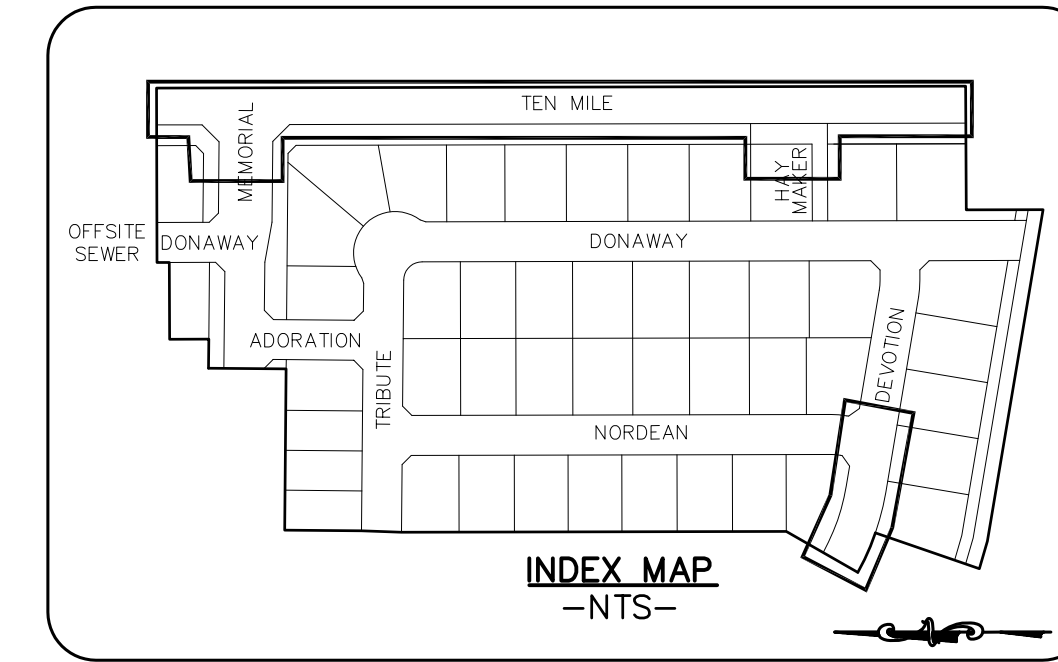 TEN MILE
MEMORIAL
HAY
MAKER
OFFSITE
SEWER
DONAWAY
DONAWAY
ADORATION
TRIBUTE
DEVOTION
NORDEAN
INDEX MAP
-NTS-